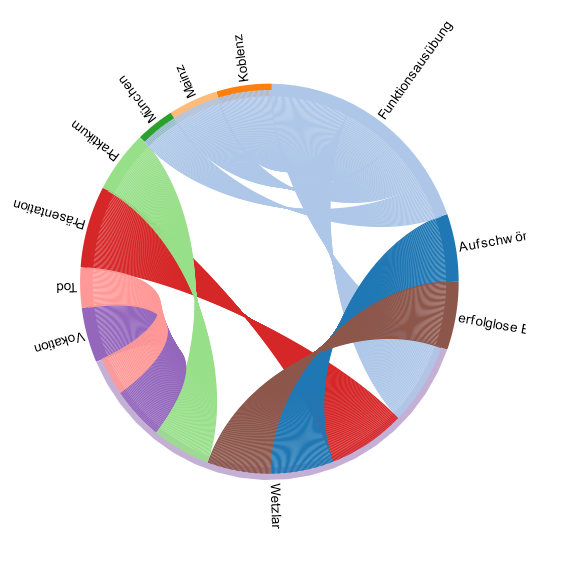 Koblenz
Funktionsausübung
Mainz
München
Praktikum
Präsentation
Aufschwör
Tod
erfolglose B
Vokation
Wetzlar